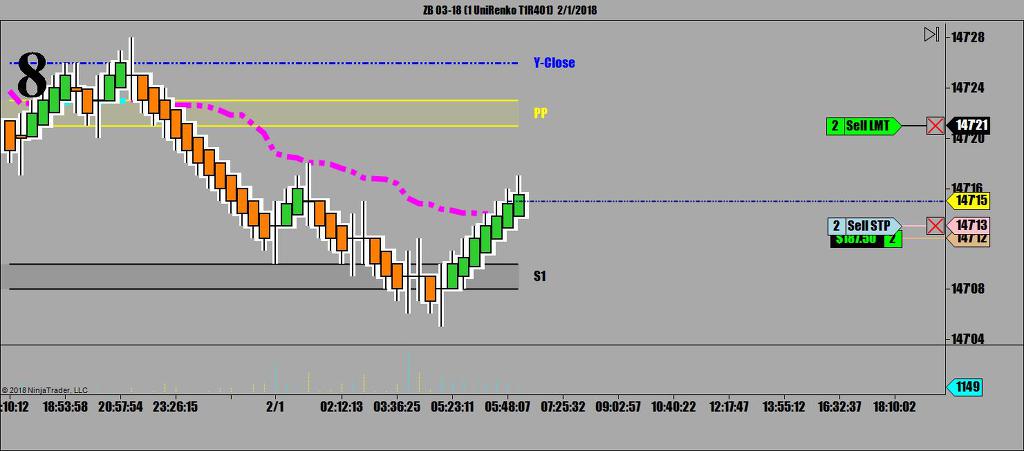 ZB 03-18 (1 UniRenko T1R401) 2/1/2018
8
Y-Close
PP
S1
14728
14724
14721
14720
14716
14715
14713
14712
14708
14704
2 Sell LMT
2 Sell STP
$187.50 2
1149
© 2018 NinjaTrader, LLC
:10:12 18:53:58 20:57:54 23:26:15 2/1 02:12:13 03:36:25 05:23:11 05:48:07 07:25:32 09:02:57 10:40:22 12:17:47 13:55:12 16:32:37 18:10:02